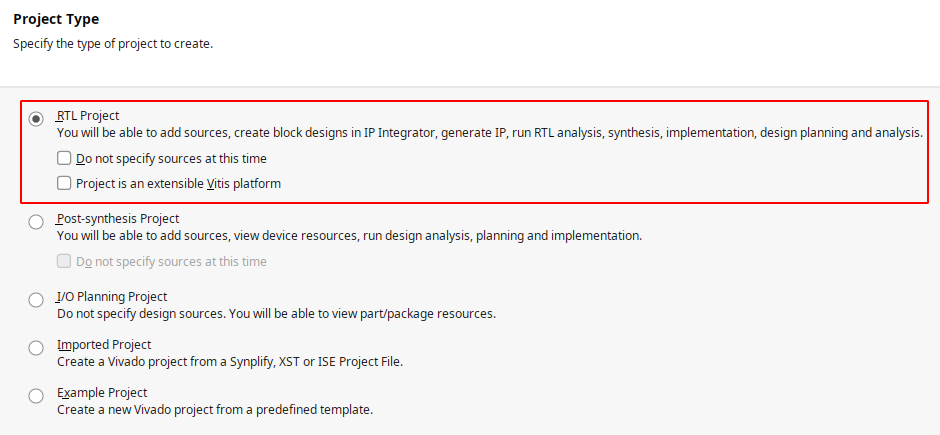 Project Type
Specify the type of project to create.
RTL Project
You will be able to add sources, create block designs in IP Integrator, generate IP, run RTL analysis, synthesis, implementation, design planning and analysis.
Do not specify sources at this time
Project is an extensible Vitis platform
Post-synthesis Project
You will be able to add sources, view device resources, run design analysis, planning and implementation.
Do not specify sources at this time
I/O Planning Project
Do not specify design sources. You will be able to view part/package resources.
Imported Project
Create a Vivado project from a Synplify, XST or ISE Project File.
Example Project
Create a new Vivado project from a predefined template.